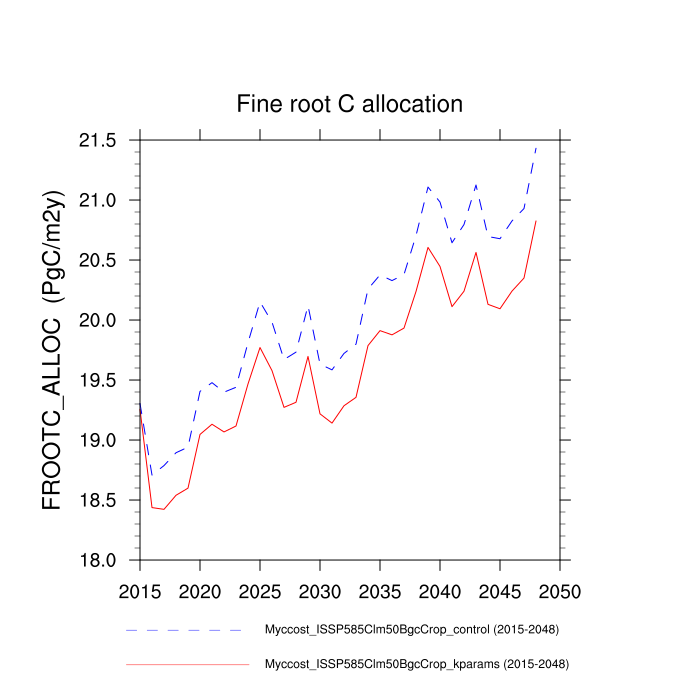 Fine root C allocation
FROOTC_ALLOC (PgC/m2y)
21.5
21.0
20.5
20.0
19.5
19.0
18.5
18.0
2015 2020 2025 2030 2035 2040 2045 2050
Myccost_ISSP585Clm50BgcCrop_control (2015-2048)
Myccost_ISSP585Clm50BgcCrop_kparams (2015-2048)